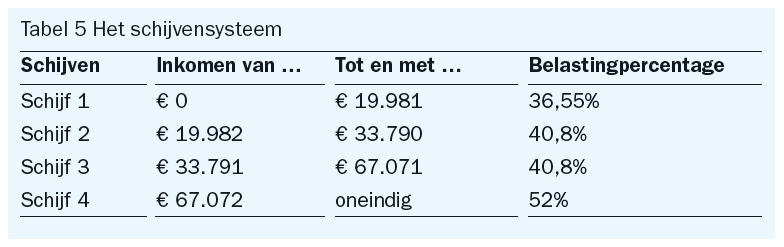 Tabel 5 Het schijvensysteem
Schijven Inkomen van ... Tot en met ... Belastingpercentage
Schijf 1 € 0 € 19.981 36,55%
Schijf 2 € 19.982 € 33.790 40,8%
Schijf 3 € 33.791 € 67.071 40,8%
Schijf 4 € 67.072 oneindig 52%